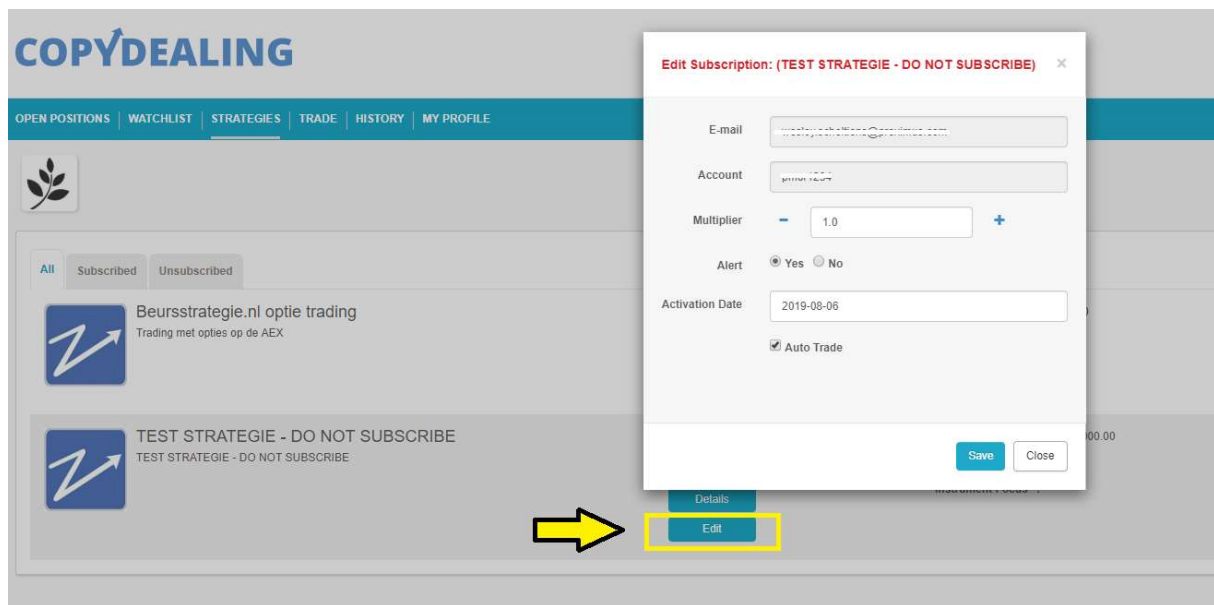 COPYDEALING
OPEN POSITIONS | WATCHLIST | STRATEGIES | TRADE | HISTORY | MY PROFILE
All Subscribed Unsubscribed
Beursstrategie.nl optie trading
Trading met opties op de AEX
TEST STRATEGIE - DO NOT SUBSCRIBE
TEST STRATEGIE - DO NOT SUBSCRIBE
Details
Edit
Edit Subscription: (TEST STRATEGIE - DO NOT SUBSCRIBE) ×
E-mail
Account
Multiplier - 1.0 +
Alert Yes No
Activation Date 2019-08-06
Auto Trade
Save Close
00.00